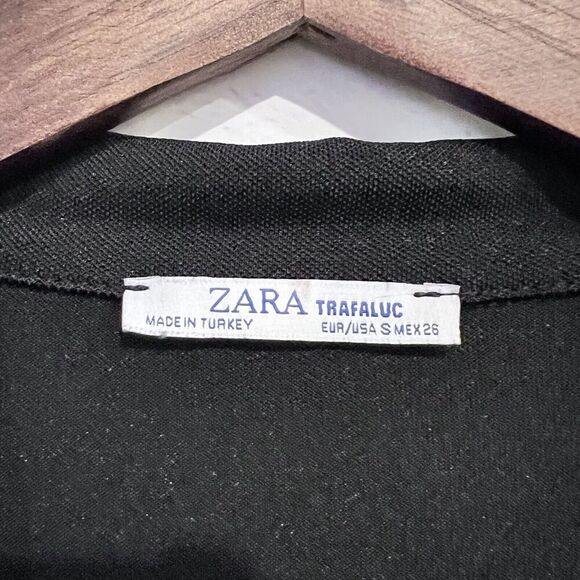 ZARA TRAFALUC
MADE IN TURKEY EUR/USA S MEX 26